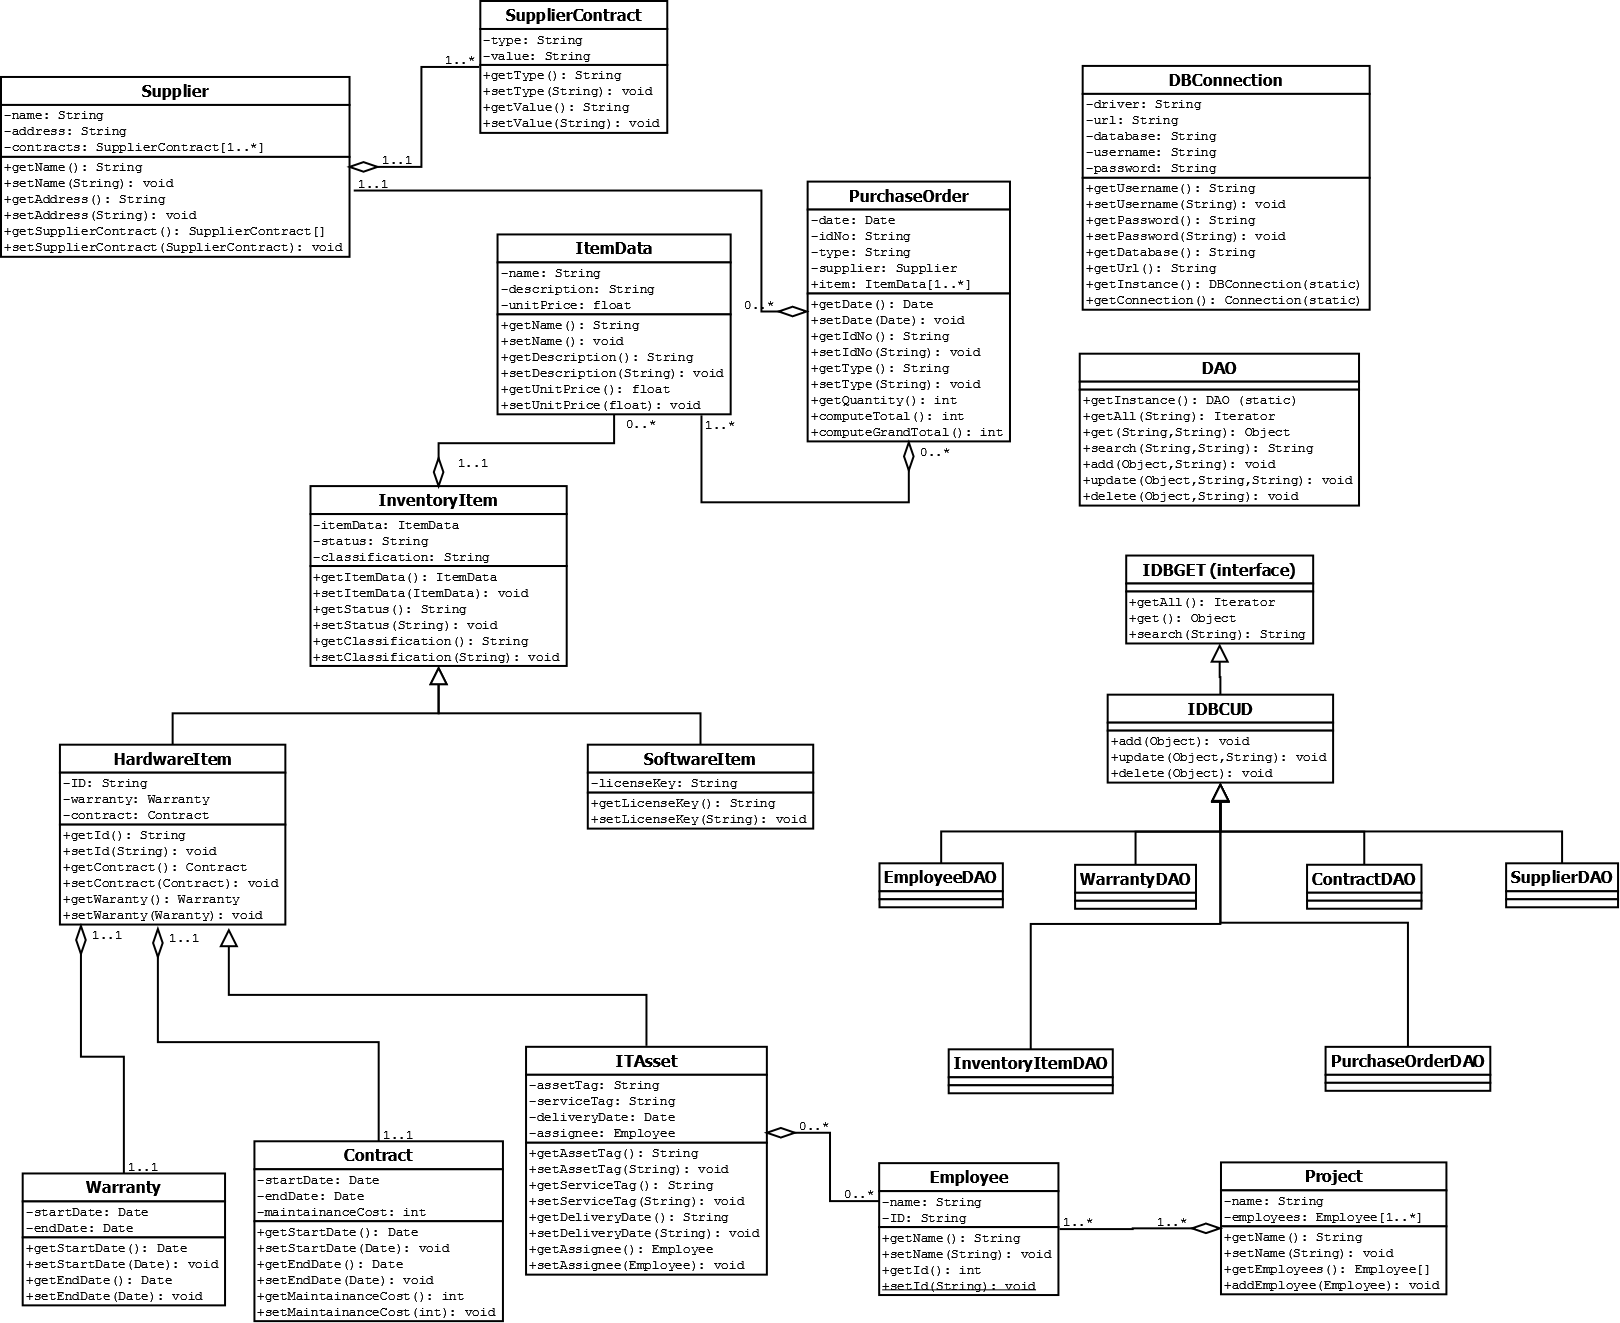 SupplierContract
-type: String
-value: String
+getType(): String
+setType(String): void
+getValue(): String
+setValue(String): void
1..*
Supplier
-name: String
-address: String
-contracts: SupplierContract[1..*]
+getName(): String
+setName(String): void
+getAddress(): String
+setAddress(String): void
+getSupplierContract(): SupplierContract[]
+setSupplierContract(SupplierContract): void
1..1
1..1
DBConnection
-driver: String
-url: String
-database: String
-username: String
-password: String
+getUsername(): String
+setUsername(String): void
+getPassword(): String
+setPassword(String): void
+getDatabase(): String
+getUrl(): String
+getInstance(): DBConnection(static)
+getConnection(): Connection(static)
PurchaseOrder
-date: Date
-idNo: String
-type: String
-supplier: Supplier
+item: ItemData[1..*]
+getDate(): Date
+setDate(Date): void
+getIdNo(): String
+setIdNo(String): void
+getType(): String
+setType(String): void
+getQuantity(): int
+computeTotal(): int
+computeGrandTotal(): int
0..*
0..*
ItemData
-name: String
-description: String
-unitPrice: float
+getName(): String
+setName(): void
+getDescription(): String
+setDescription(String): void
+getUnitPrice(): float
+setUnitPrice(float): void
0..*
1..*
1..1
DAO
+getInstance(): DAO (static)
+getAll(String): Iterator
+get(String,String): Object
+search(String,String): String
+add(Object,String): void
+update(Object,String,String): void
+delete(Object,String): void
InventoryItem
-itemData: ItemData
-status: String
-classification: String
+getItemData(): ItemData
+setItemData(ItemData): void
+getStatus(): String
+setStatus(String): void
+getClassification(): String
+setClassification(String): void
IDBGET (interface)
+getAll(): Iterator
+get(): Object
+search(String): String
IDBCUD
+add(Object): void
+update(Object,String): void
+delete(Object): void
HardwareItem
-ID: String
-warranty: Warranty
-contract: Contract
+getId(): String
+setId(String): void
+getContract(): Contract
+setContract(Contract): void
+getWaranty(): Warranty
+setWaranty(Waranty): void
1..1
1..1
SoftwareItem
-licenseKey: String
+getLicenseKey(): String
+setLicenseKey(String): void
EmployeeDAO
WarrantyDAO
ContractDAO
SupplierDAO
InventoryItemDAO
PurchaseOrderDAO
ITAsset
-assetTag: String
-serviceTag: String
-deliveryDate: Date
-assignee: Employee
+getAssetTag(): String
+setAssetTag(String): void
+getServiceTag(): String
+setServiceTag(String): void
+getDeliveryDate(): String
+setDeliveryDate(String): void
+getAssignee(): Employee
+setAssignee(Employee): void
0..*
0..*
1..1
Contract
-startDate: Date
-endDate: Date
-maintainanceCost: int
+getStartDate(): Date
+setStartDate(Date): void
+getEndDate(): Date
+setEndDate(Date): void
+getMaintainanceCost(): int
+setMaintainanceCost(int): void
1..1
Warranty
-startDate: Date
-endDate: Date
+getStartDate(): Date
+setStartDate(Date): void
+getEndDate(): Date
+setEndDate(Date): void
Employee
-name: String
-ID: String
+getName(): String
+setName(String): void
+getId(): int
+setId(String): void
1..*
1..*
Project
-name: String
-employees: Employee[1..*]
+getName(): String
+setName(String): void
+getEmployees(): Employee[]
+addEmployee(Employee): void